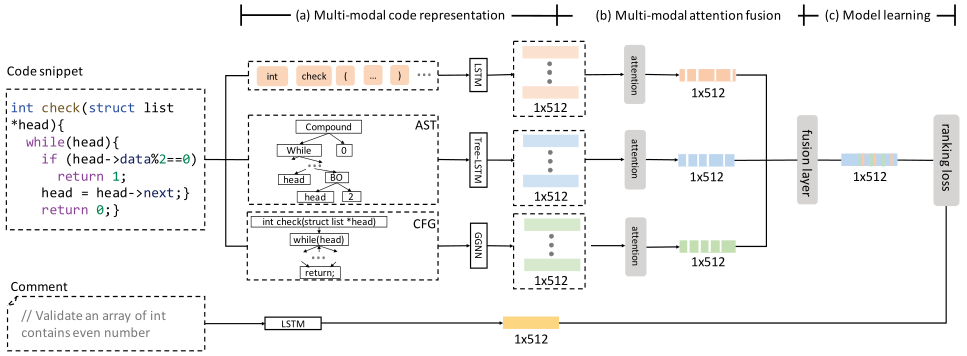 (a) Multi-modal code representation
(b) Multi-modal attention fusion
(c) Model learning
Code snippet
int check(struct list
*head){
while(head){
if (head->data%2==0)
return 1;
head = head->next;}
return 0;}
int check ( ... ) ...
LSTM
1x512
attention
1x512
AST
Compound
While 0
...
head BO
head 2
Tree-LSTM
1x512
attention
1x512
CFG
int check(struct list *head)
while(head)
...
return;
GGNN
1x512
attention
1x512
fusion layer
1x512
ranking loss
Comment
// Validate an array of int
contains even number
LSTM
1x512